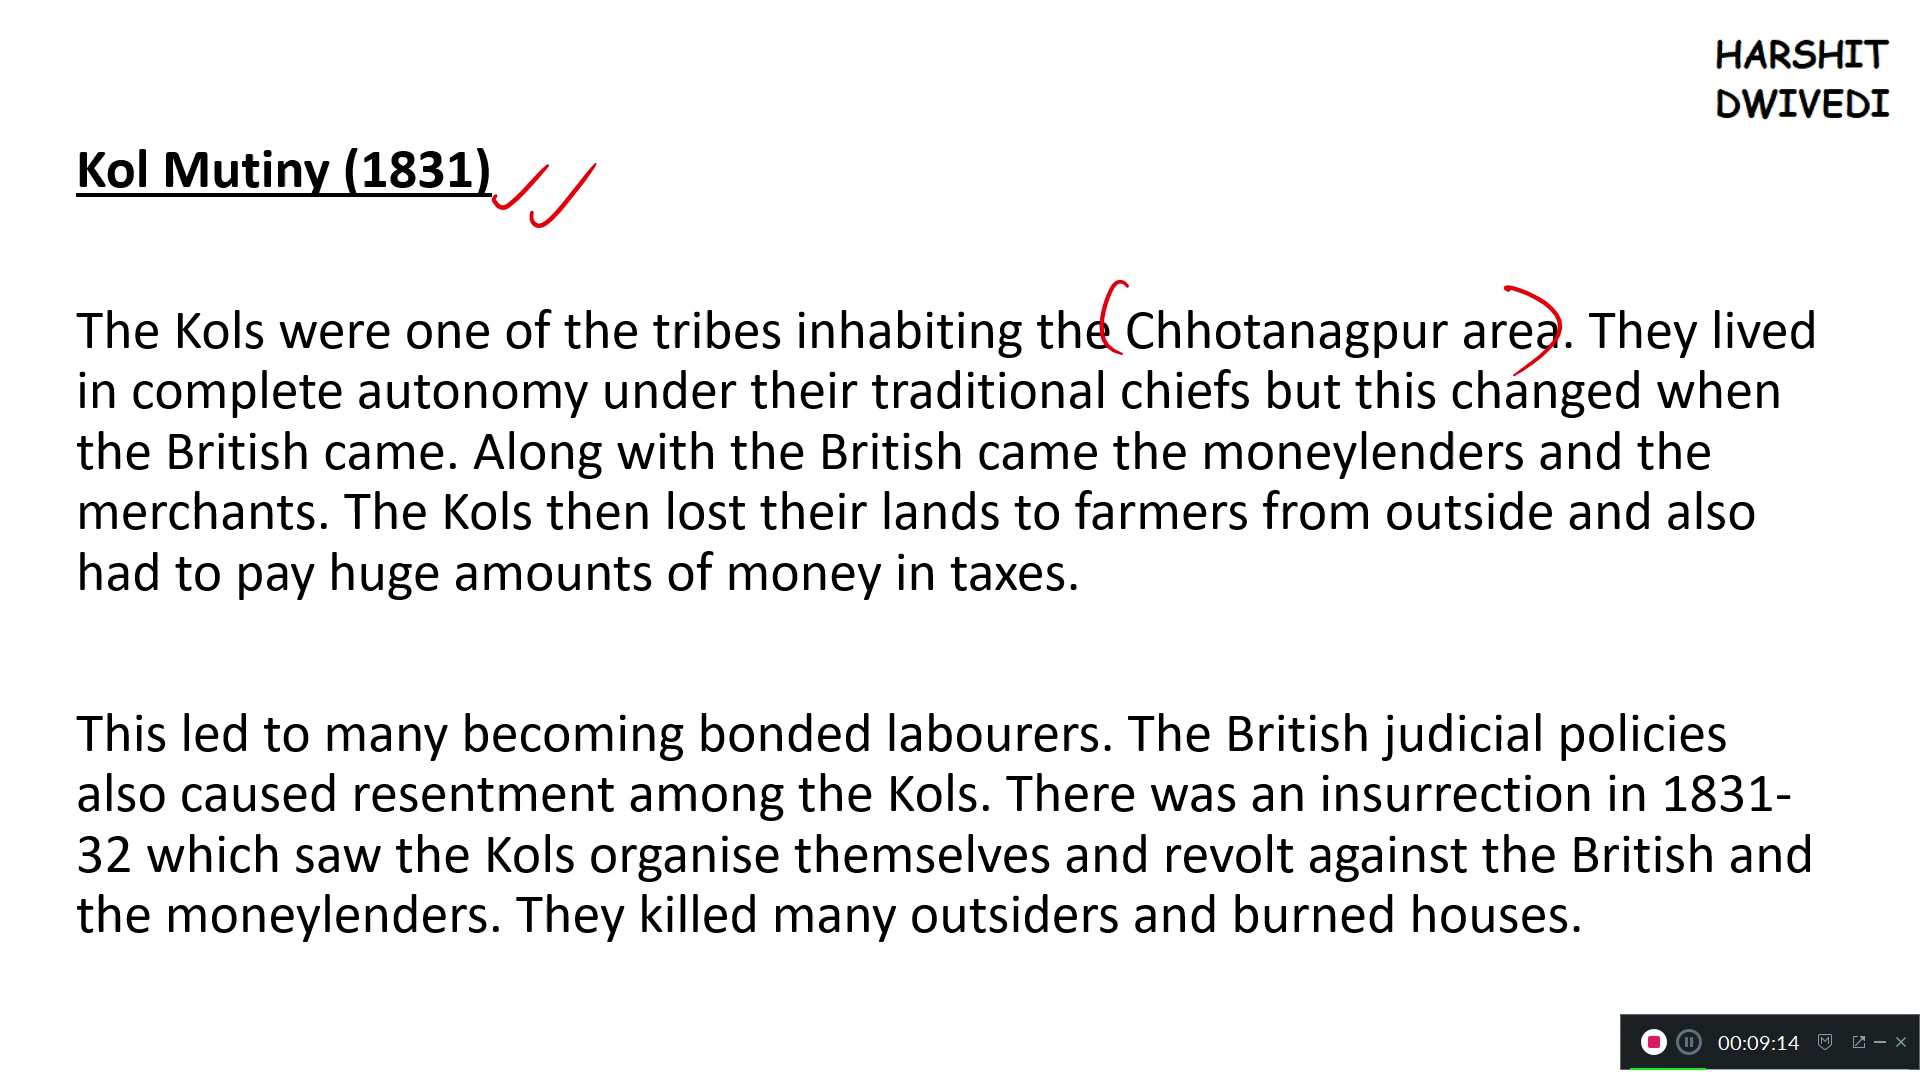 HARSHIT
DWIVEDI
Kol Mutiny (1831)
The Kols were one of the tribes inhabiting the Chhotanagpur area. They lived
in complete autonomy under their traditional chiefs but this changed when
the British came. Along with the British came the moneylenders and the
merchants. The Kols then lost their lands to farmers from outside and also
had to pay huge amounts of money in taxes.
This led to many becoming bonded labourers. The British judicial policies
also caused resentment among the Kols. There was an insurrection in 1831-
32 which saw the Kols organise themselves and revolt against the British and
the moneylenders. They killed many outsiders and burned houses.
00:09:14